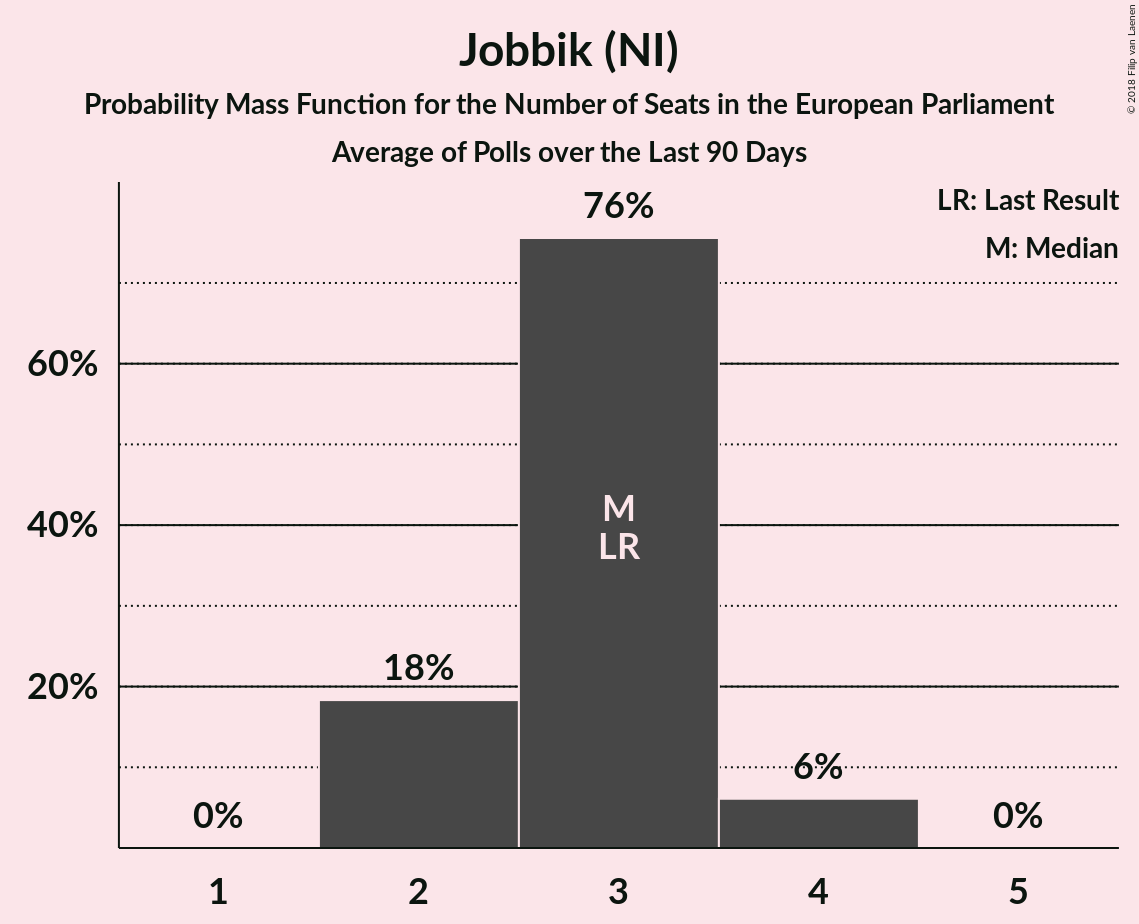 Jobbik (NI)
Probability Mass Function for the Number of Seats in the European Parliament
Average of Polls over the Last 90 Days
© 2018 Filip van Laenen
LR: Last Result
M: Median
76%
60%
M
40%
LR
18%
20%
6%
0%
0%
1 2 3 4 5